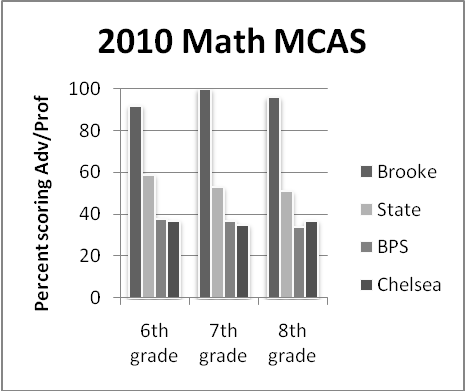 2010 Math MCAS
Percent scoring Adv/Prof
100
80
60
40
20
0
6th
grade
7th
grade
8th
grade
Brooke
State
BPS
Chelsea